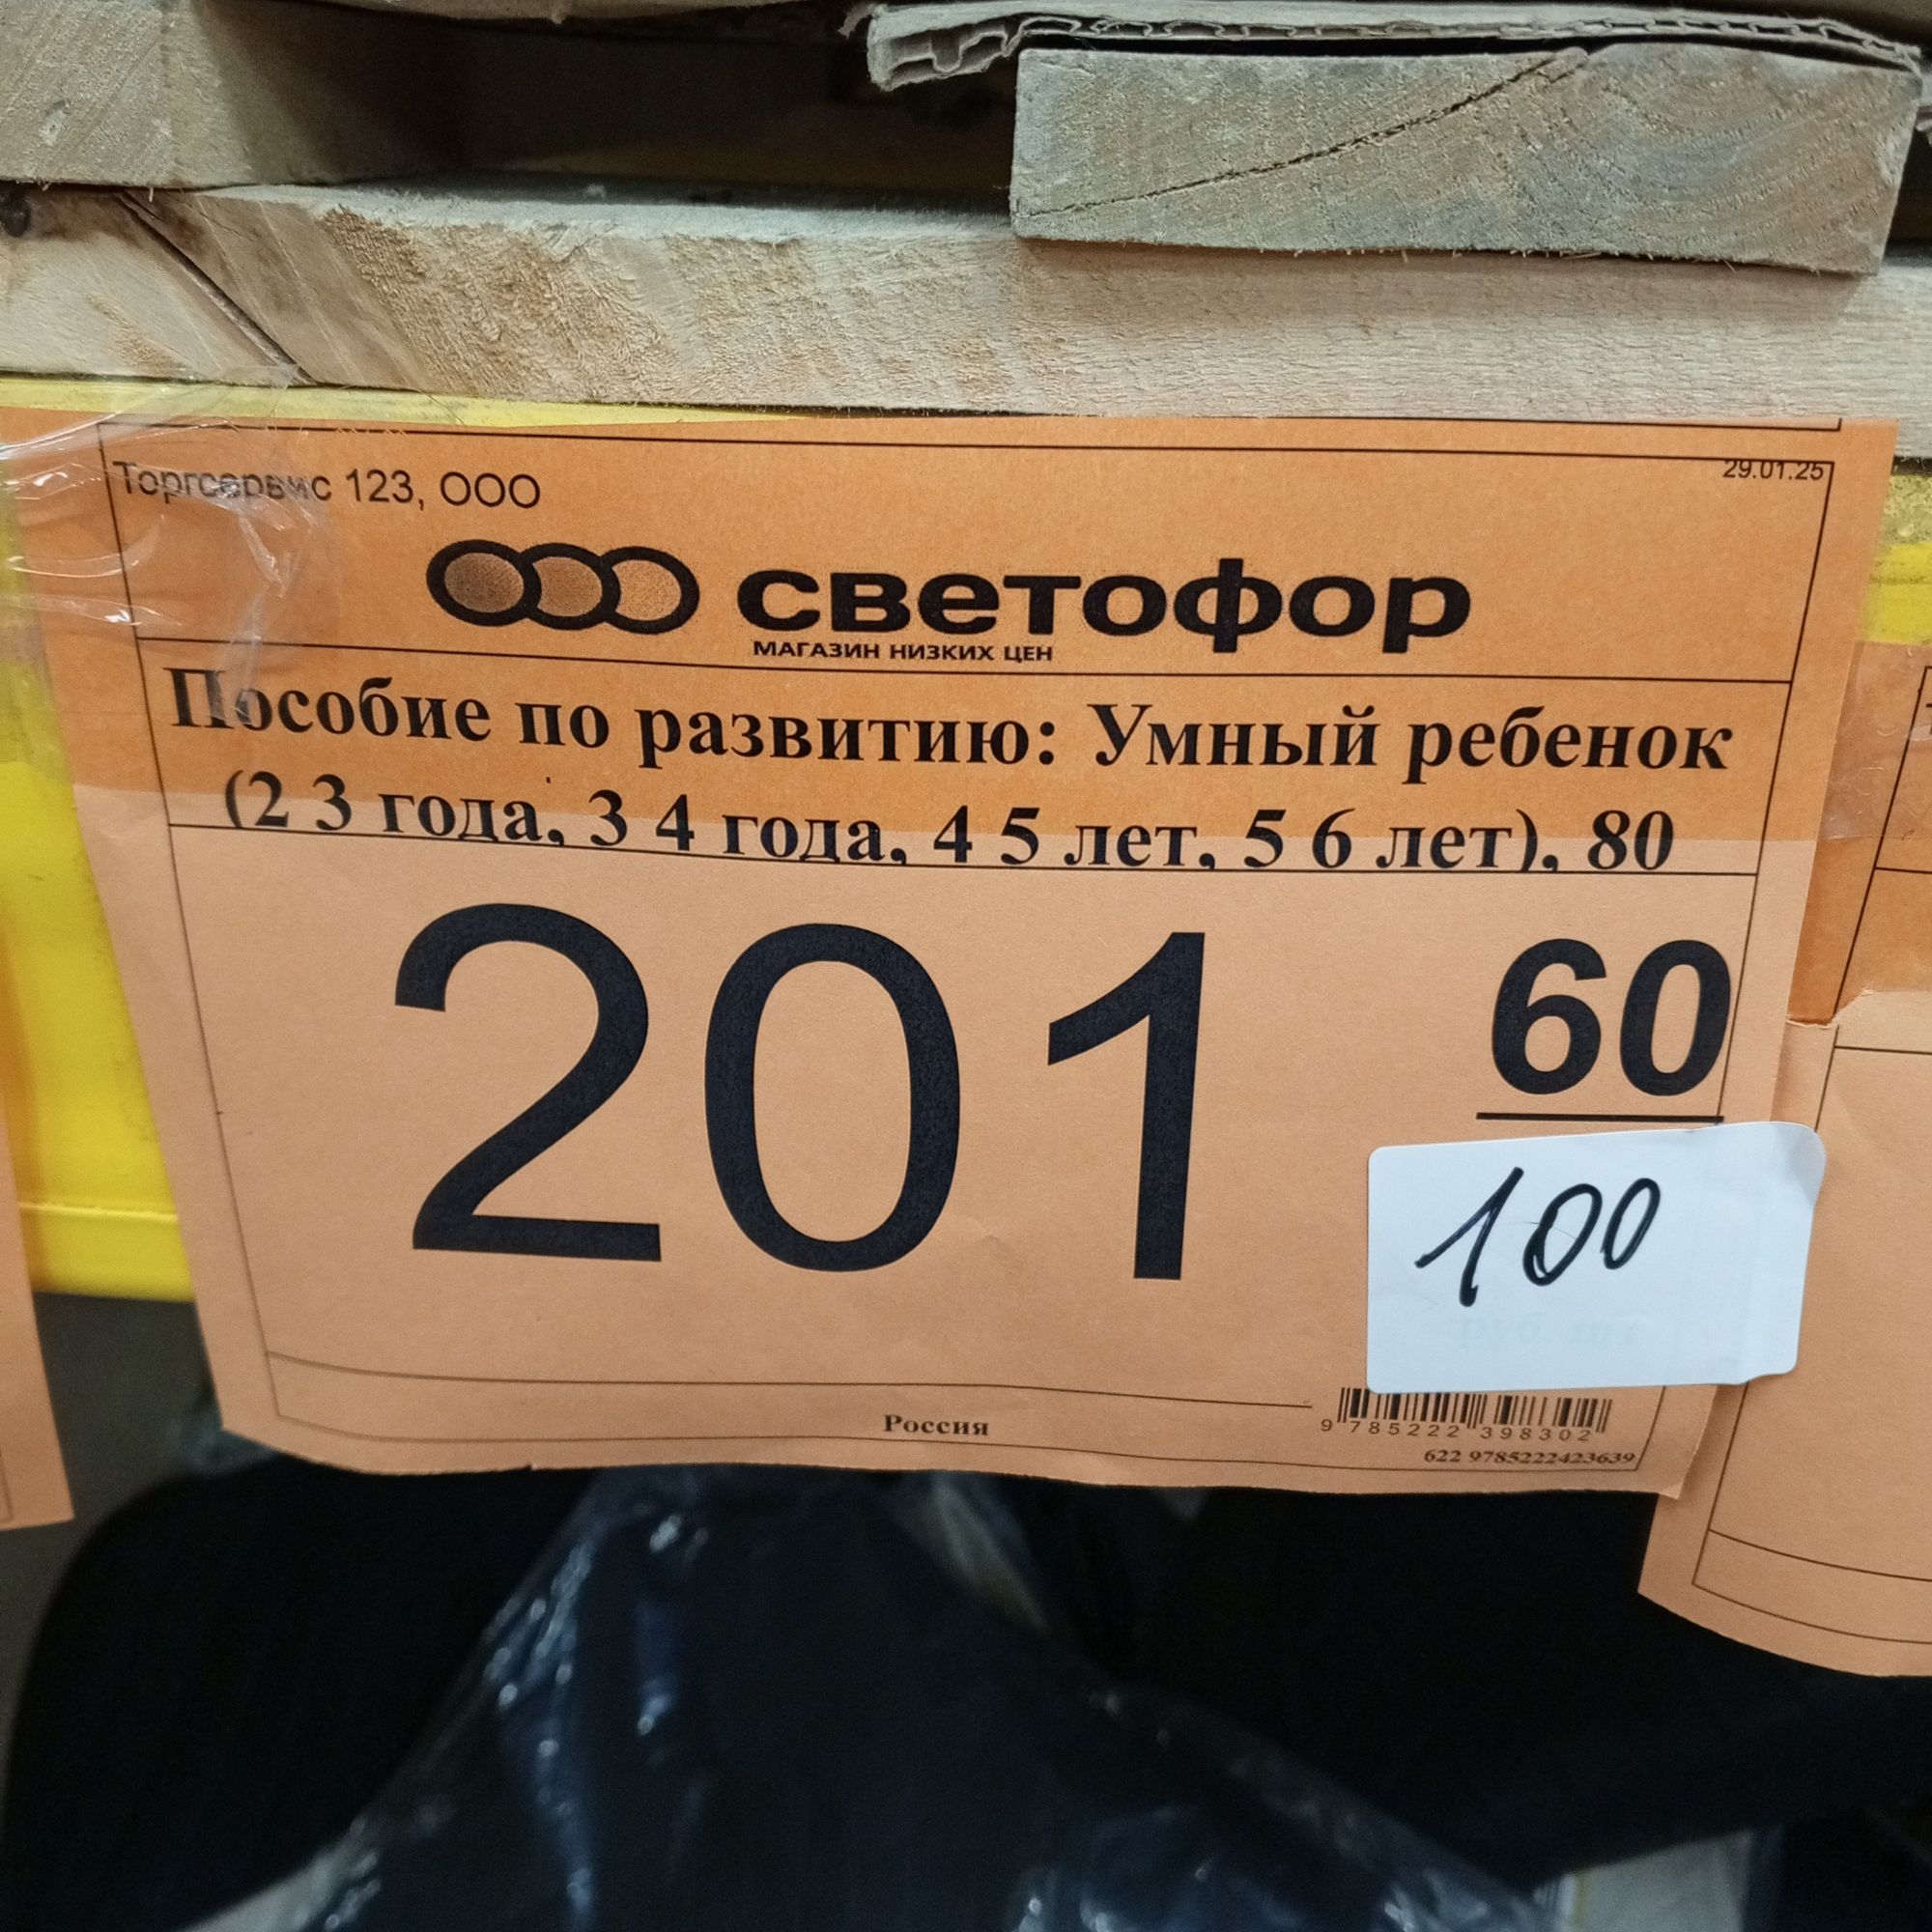 Торгсервис 123, ООО
29.01.25
светофор
МАГАЗИН НИЗКИХ ЦЕН
Пособие по развитию: Умный ребенок
(2 3 года, 3 4 года, 4 5 лет, 5 6 лет), 80
201 60
100
Россия
9 785222 398302
622 9785222423639